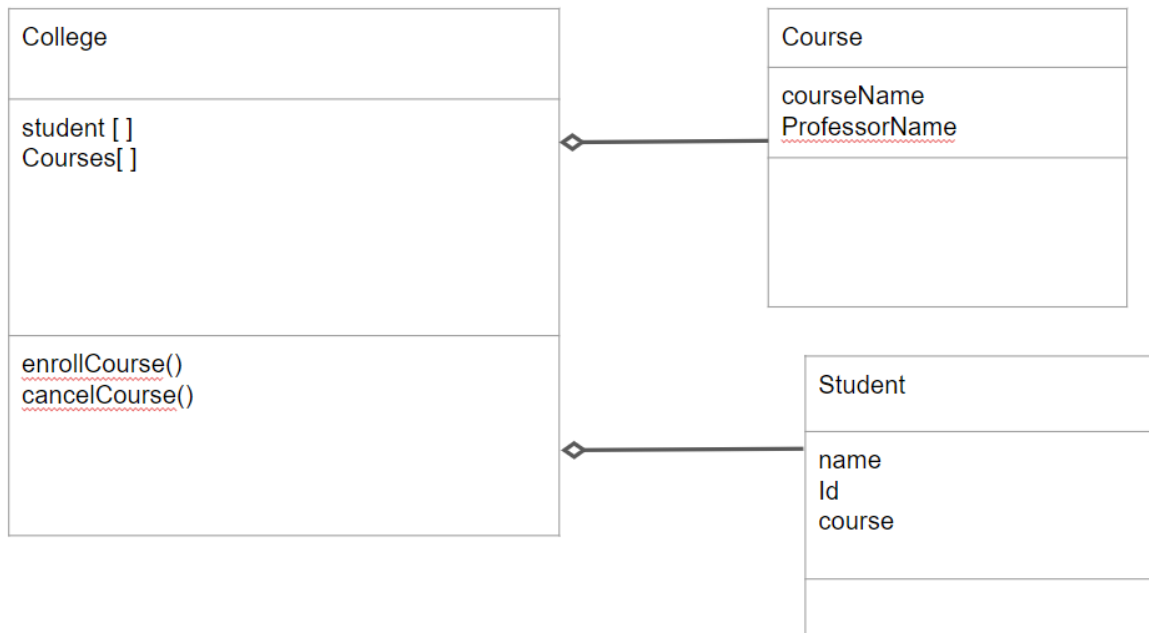 College
student [ ]
Courses[ ]
enrollCourse()
cancelCourse()
Course
courseName
ProfessorName
Student
name
Id
course